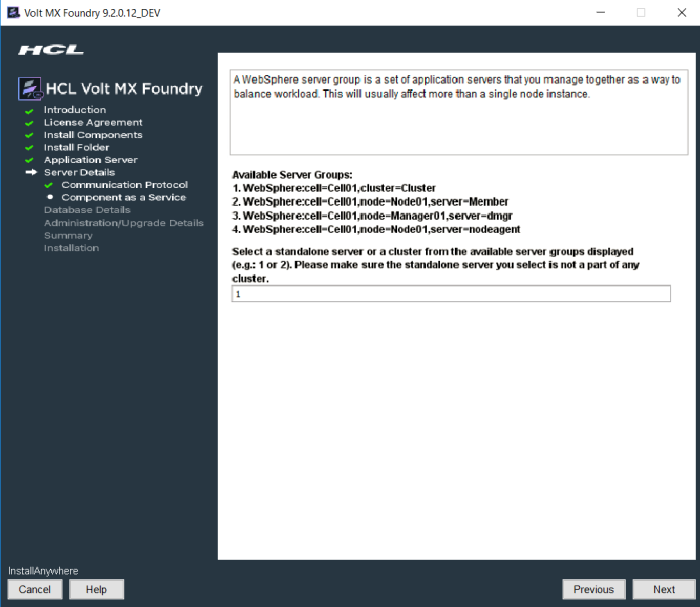 Volt MX Foundry 9.2.0.12_DEV
HCL
HCL Volt MX Foundry
Introduction
License Agreement
Install Components
Install Folder
Application Server
Server Details
Communication Protocol
Component as a Service
Database Details
Administration/Upgrade Details
Summary
Installation
A WebSphere server group is a set of application servers that you manage together as a way to
balance workload. This will usually affect more than a single node instance.
Available Server Groups:
1. WebSphere:cell=Cell01,cluster=Cluster
2. WebSphere:cell=Cell01,node=Node01,server=Member
3. WebSphere:cell=Cell01,node=Manager01,server=dmgr
4. WebSphere:cell=Cell01,node=Node01,server=nodeagent
Select a standalone server or a cluster from the available server groups displayed
(e.g.: 1 or 2). Please make sure the standalone server you select is not a part of any
cluster.
1
InstallAnywhere
Cancel
Help
Previous
Next